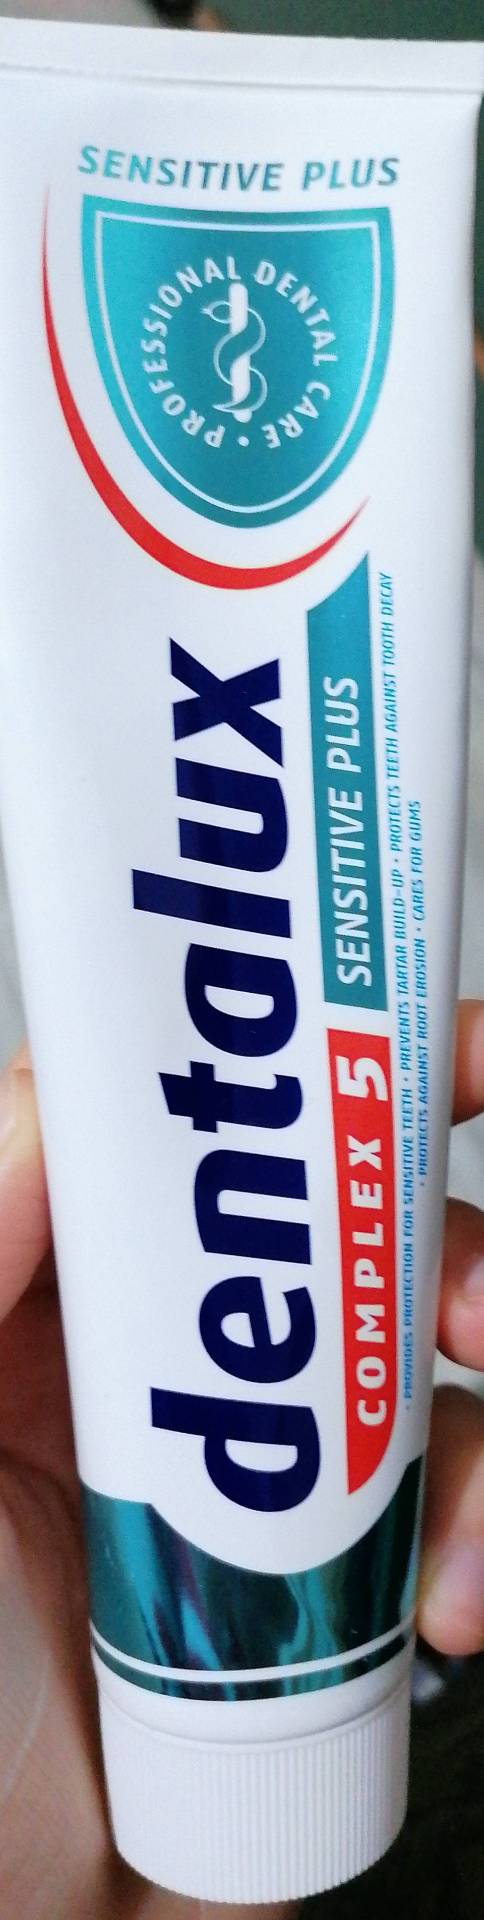 SENSITIVE PLUS
PROFESSIONAL DENTAL CARE •
dentalux
COMPLEX 5 SENSITIVE PLUS
• PROVIDES PROTECTION FOR SENSITIVE TEETH • PREVENTS TARTAR BUILD-UP • PROTECTS TEETH AGAINST TOOTH DECAY
• PROTECTS AGAINST ROOT EROSION • CARES FOR GUMS